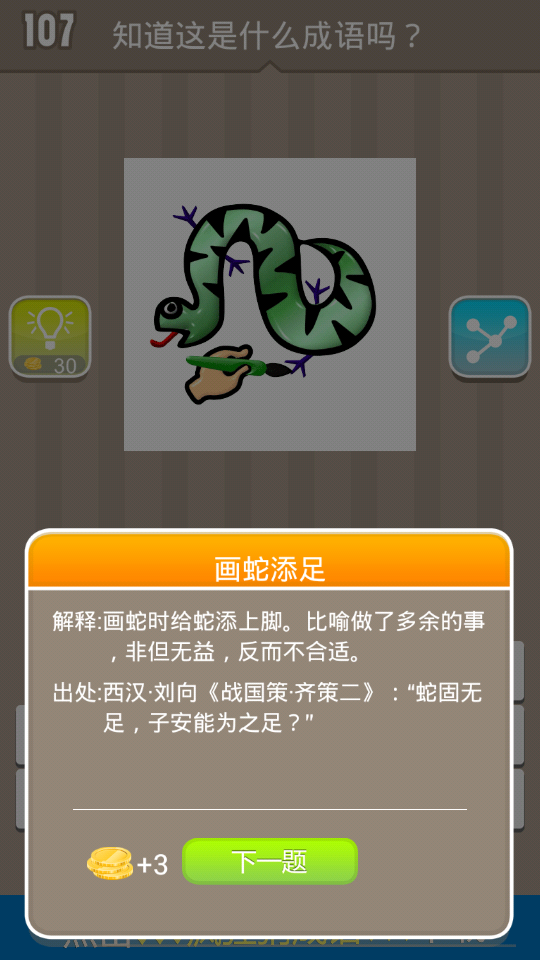 107
知道这是什么成语吗？
30
画蛇添足
解释:画蛇时给蛇添上脚。比喻做了多余的事
，非但无益，反而不合适。
出处:西汉·刘向《战国策·齐策二》：“蛇固无
足，子安能为之足？”
+3
下一题